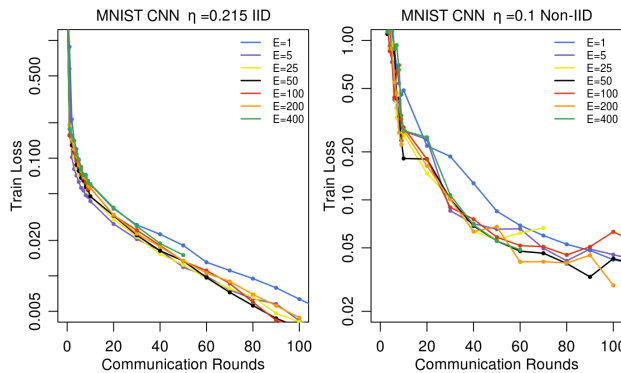 MNIST CNN η =0.215 IID
Train Loss
0.500
0.100
0.020
0.005
E=1
E=5
E=25
E=50
E=100
E=200
E=400
0 20 40 60 80 100
Communication Rounds
MNIST CNN η =0.1 Non-IID
Train Loss
1.00
0.50
0.20
0.10
0.05
0.02
E=1
E=5
E=25
E=50
E=100
E=200
E=400
0 20 40 60 80 100
Communication Rounds